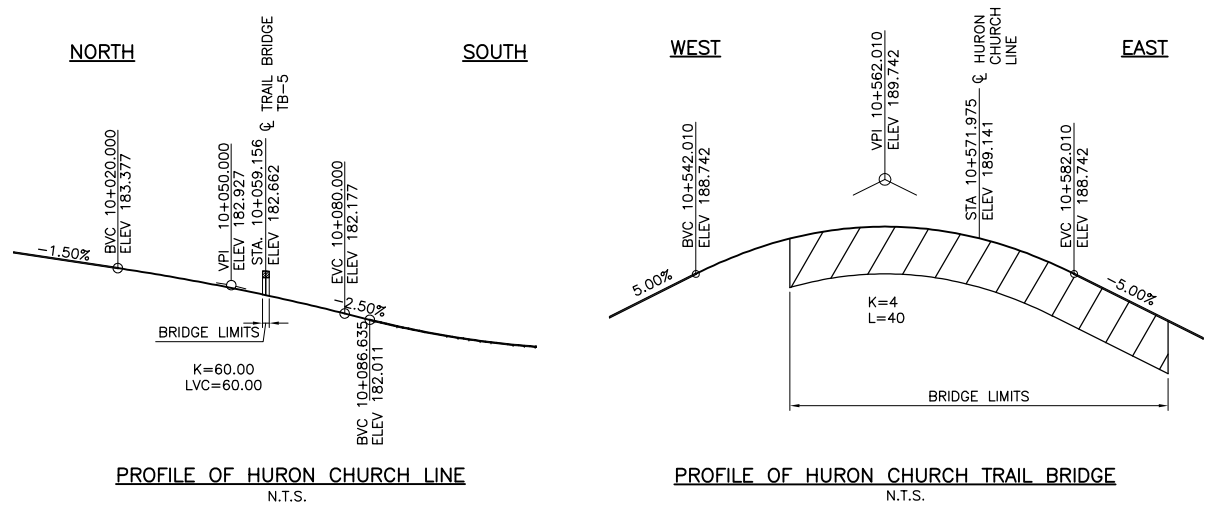 NORTH
SOUTH
BVC 10+020.000
ELEV 183.377
VPI 10+050.000
ELEV 182.927
STA. 10+059.156
ELEV 182.662
℄ TRAIL BRIDGE
TB-5
EVC 10+080.000
ELEV 182.177
-1.50%
-2.50%
BRIDGE LIMITS
K=60.00
LVC=60.00
BVC 10+086.635
ELEV 182.011
PROFILE OF HURON CHURCH LINE
N.T.S.
WEST
EAST
BVC 10+542.010
ELEV 188.742
VPI 10+562.010
ELEV 189.742
STA 10+571.975
ELEV 189.141
℄ HURON
CHURCH
LINE
EVC 10+582.010
ELEV 188.742
5.00%
-5.00%
K=4
L=40
BRIDGE LIMITS
PROFILE OF HURON CHURCH TRAIL BRIDGE
N.T.S.